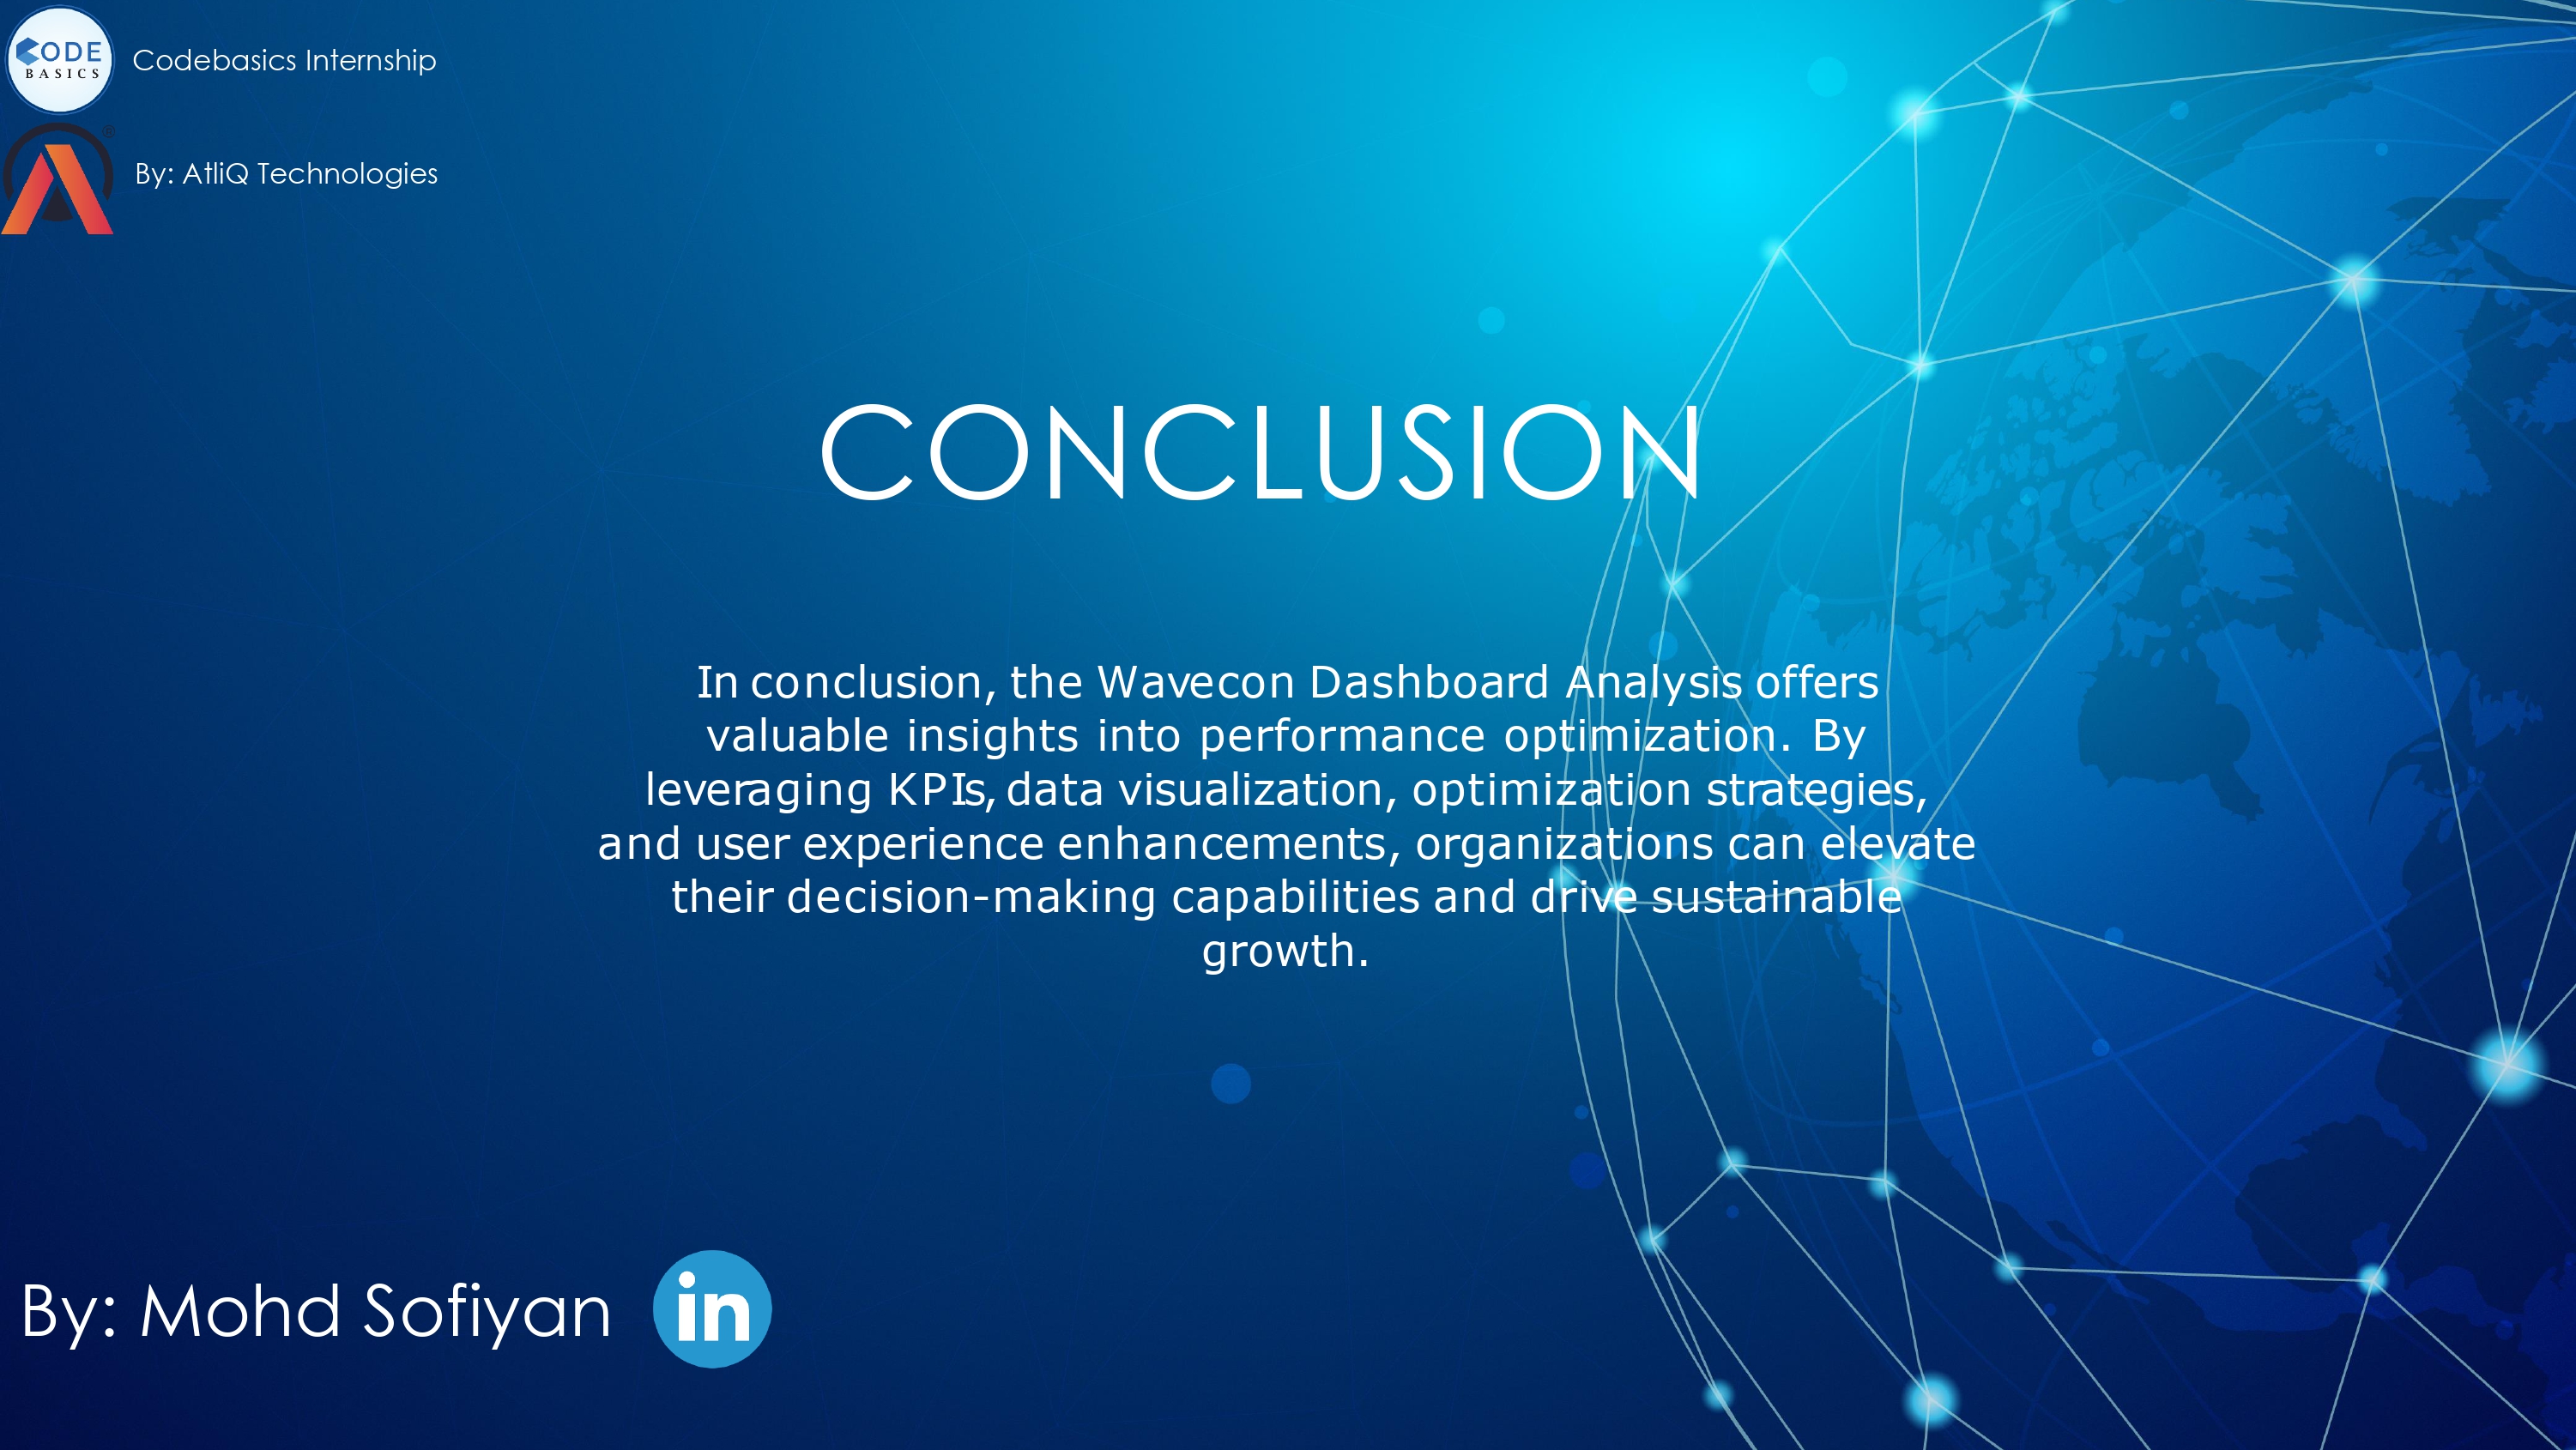 CODE
BASICS
Codebasics Internship
®
By: AtliQ Technologies
CONCLUSION
In conclusion, the Wavecon Dashboard Analysis offers
valuable insights into performance optimization. By
leveraging KPIs, data visualization, optimization strategies,
and user experience enhancements, organizations can elevate
their decision-making capabilities and drive sustainable
growth.
By: Mohd Sofiyan
in